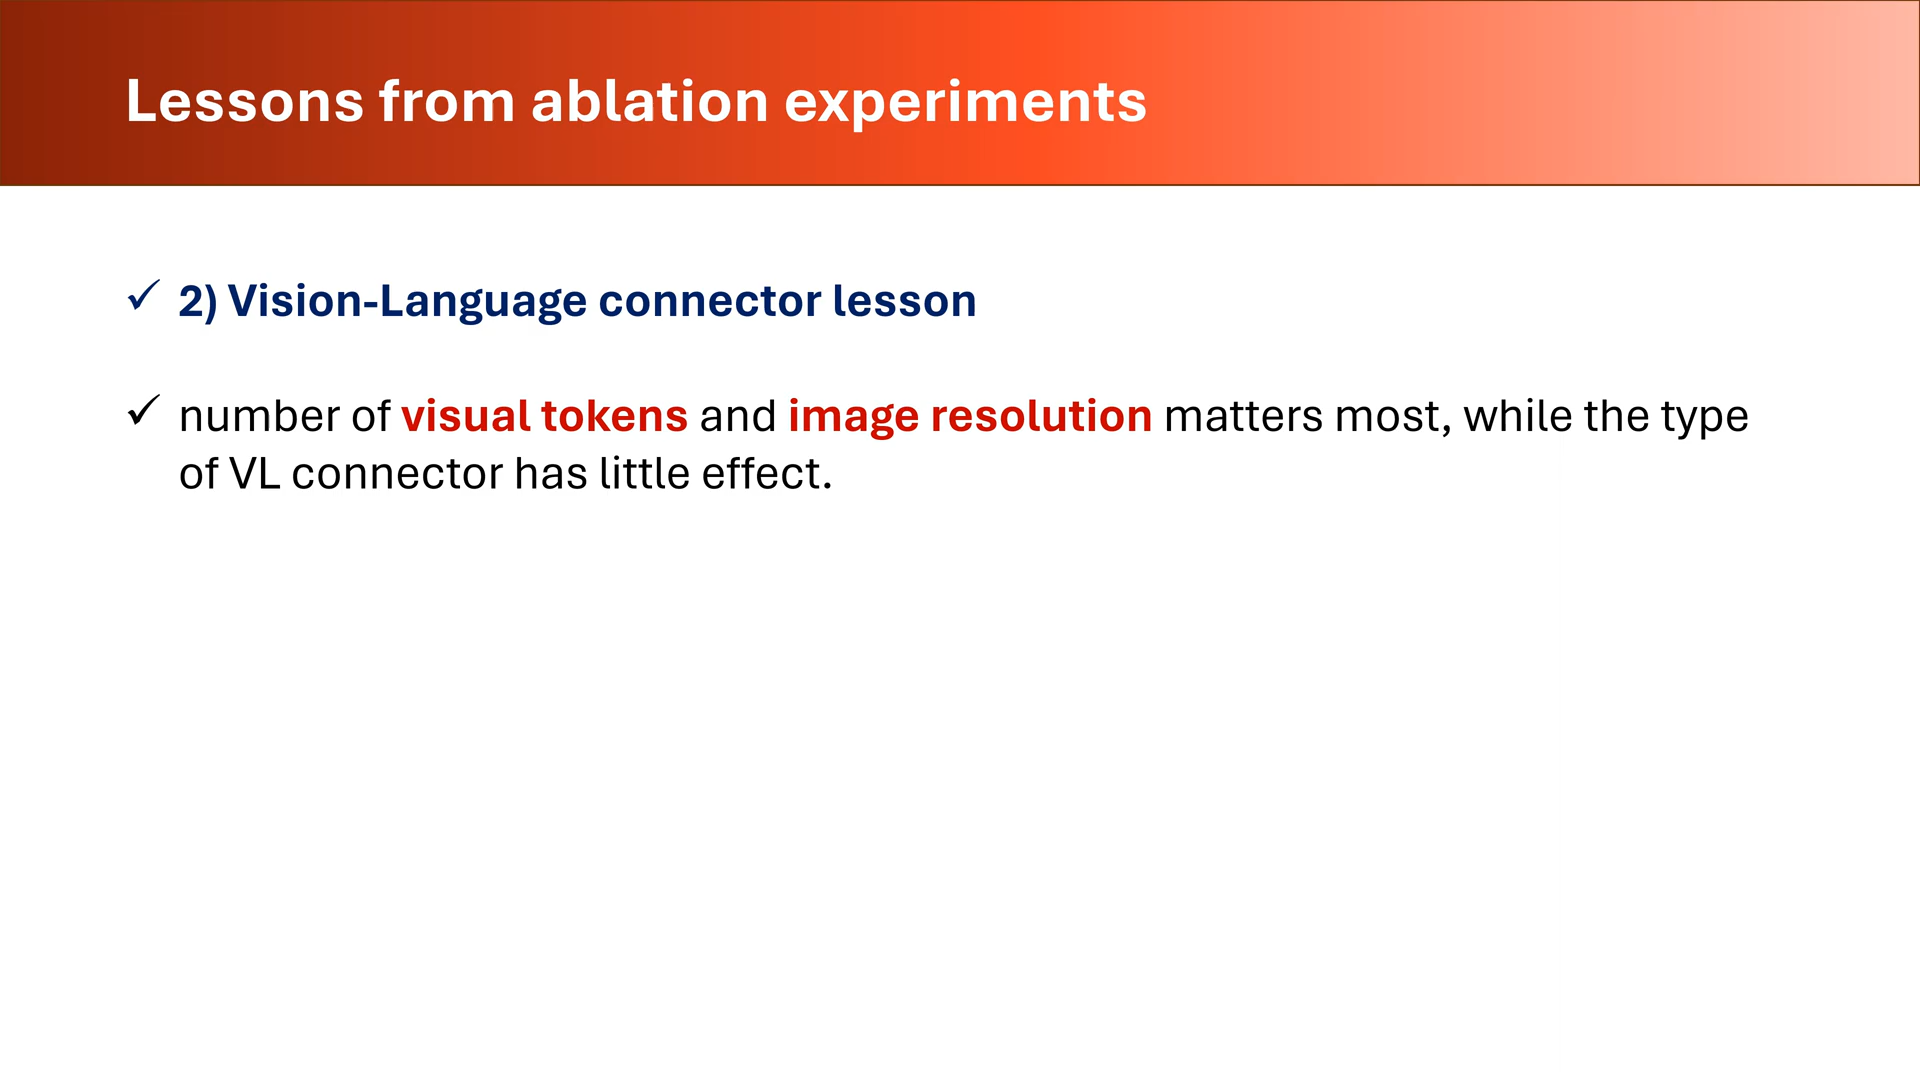 Lessons from ablation experiments
✓ 2) Vision-Language connector lesson
✓ number of visual tokens and image resolution matters most, while the type
of VL connector has little effect.